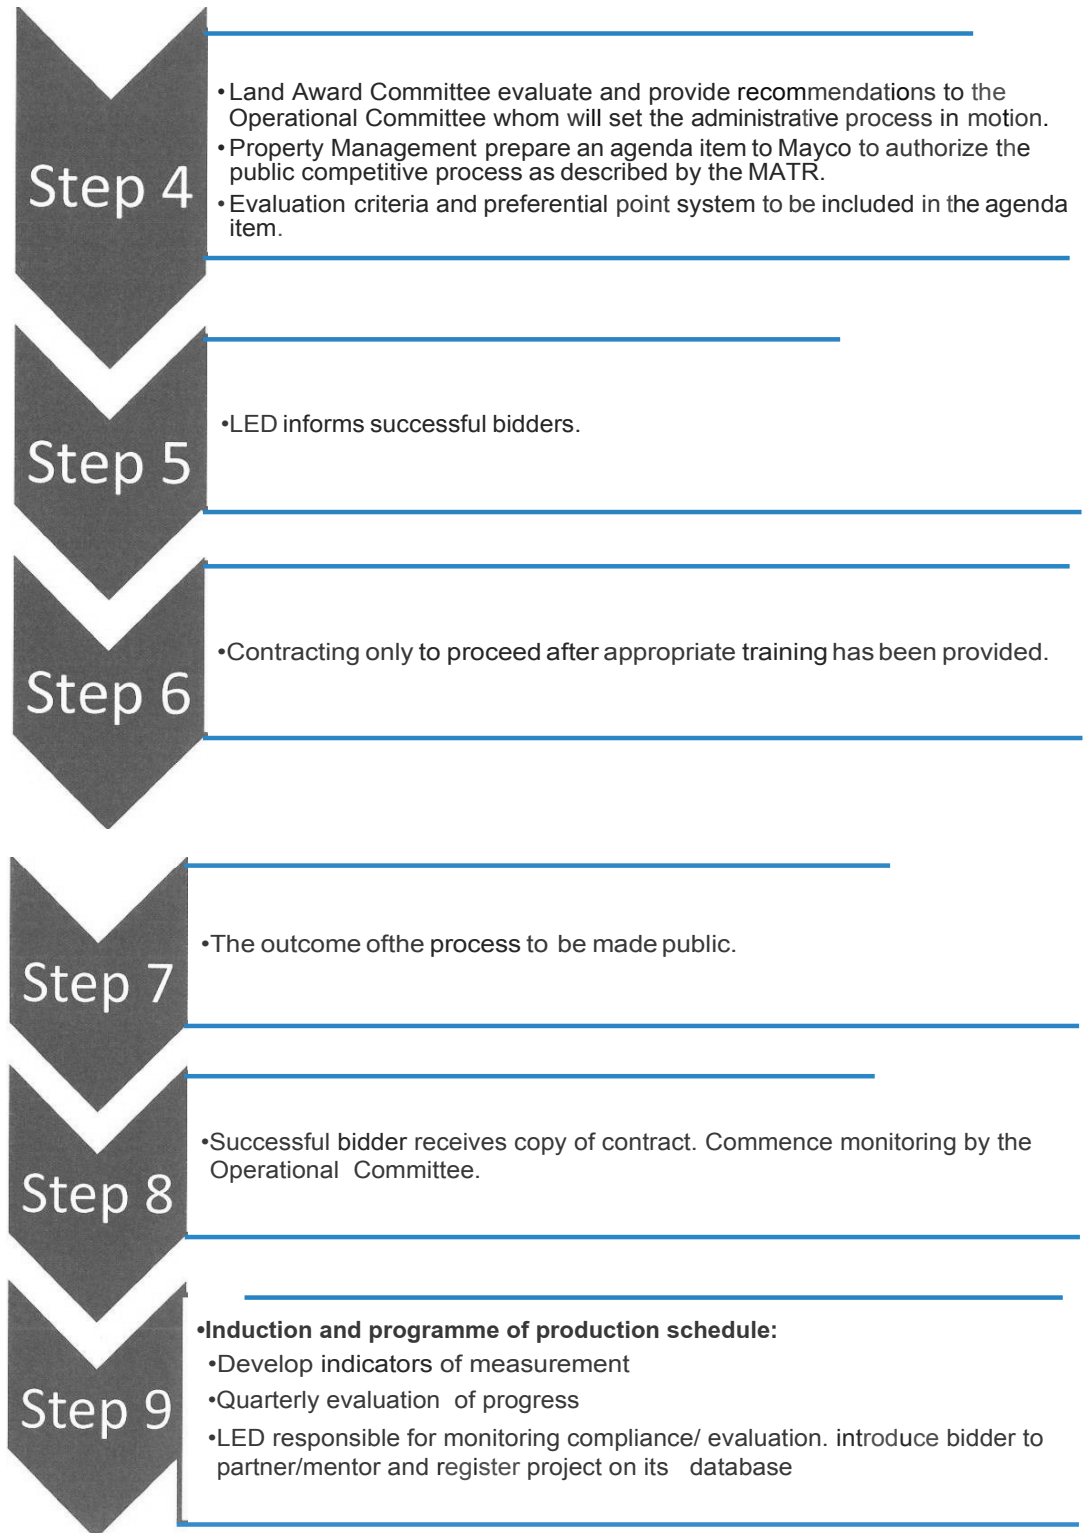 Step 4
• Land Award Committee evaluate and provide recommendations to the
Operational Committee whom will set the administrative process in motion.
• Property Management prepare an agenda item to Mayco to authorize the
public competitive process as described by the MATR.
• Evaluation criteria and preferential point system to be included in the agenda
item.
Step 5
•LED informs successful bidders.
Step 6
•Contracting only to proceed after appropriate training has been provided.
Step 7
•The outcome ofthe process to be made public.
Step 8
•Successful bidder receives copy of contract. Commence monitoring by the
Operational Committee.
Step 9
•Induction and programme of production schedule:
•Develop indicators of measurement
•Quarterly evaluation of progress
•LED responsible for monitoring compliance/ evaluation. introduce bidder to
partner/mentor and register project on its database